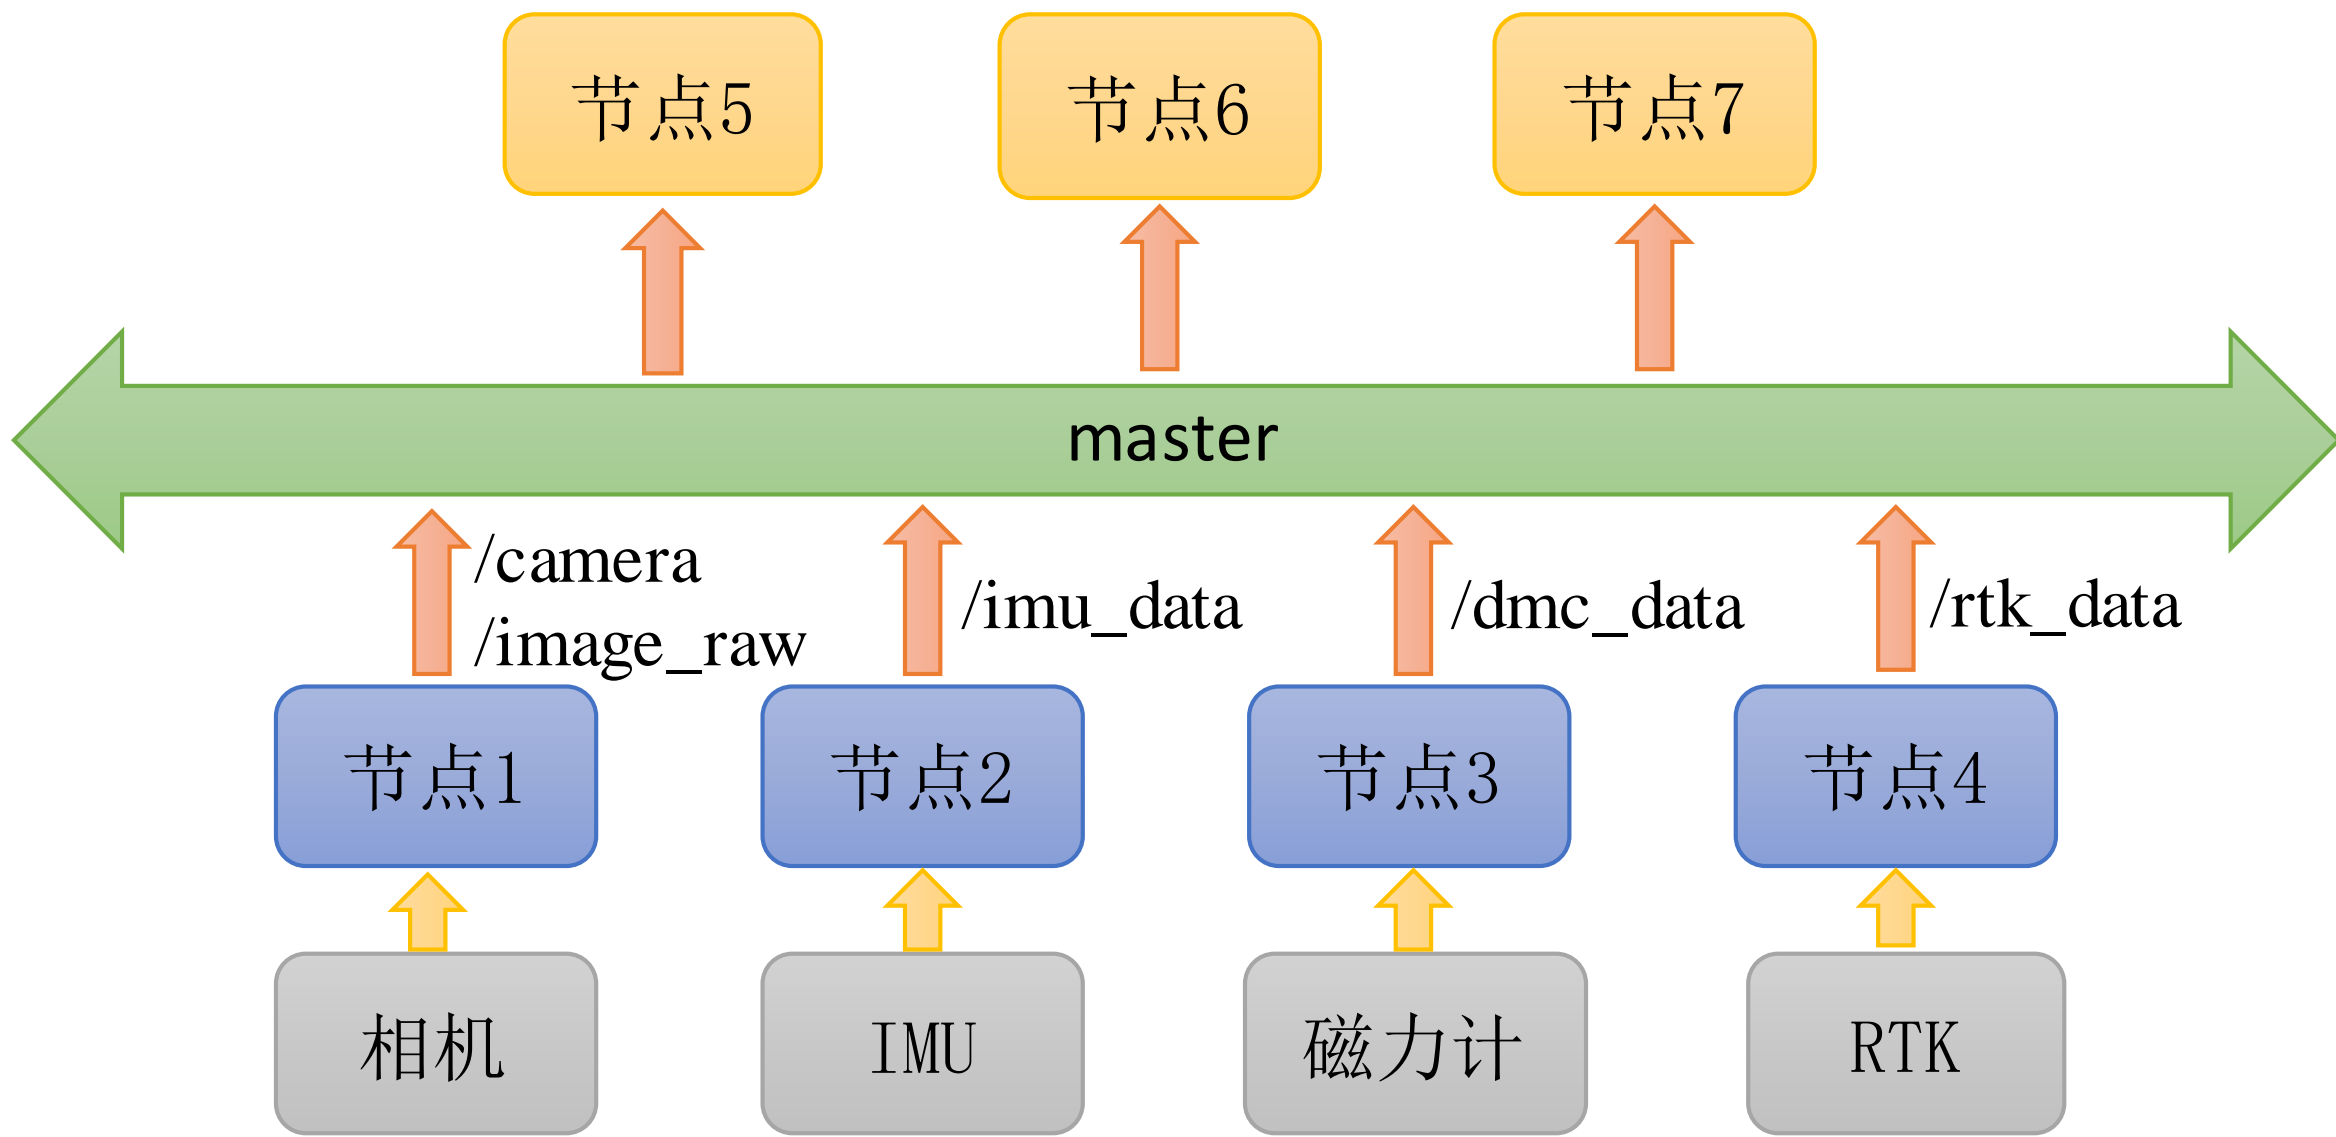 节点5
节点6
节点7
master
/camera
/image_raw
/imu_data
/dmc_data
/rtk_data
节点1
节点2
节点3
节点4
相机
IMU
磁力计
RTK